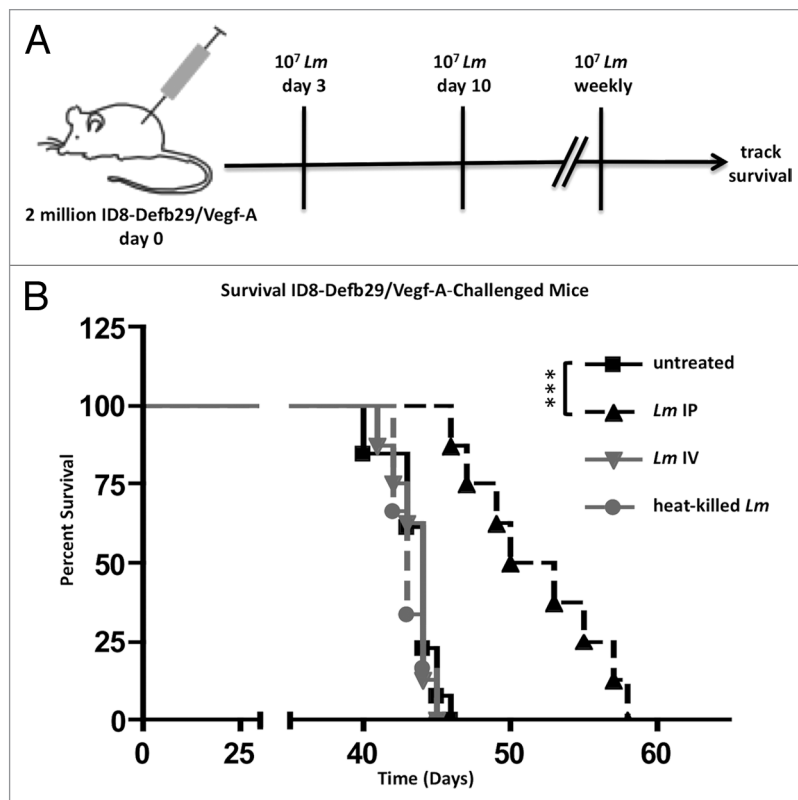 A
10⁷ Lm
day 3
10⁷ Lm
day 10
10⁷ Lm
weekly
track
survival
2 million ID8-Defb29/Vegf-A
day 0
B
Survival ID8-Defb29/Vegf-A-Challenged Mice
125
100
75
50
25
0
Percent Survival
0
25
40
50
60
Time (Days)
***
untreated
Lm IP
Lm IV
heat-killed Lm